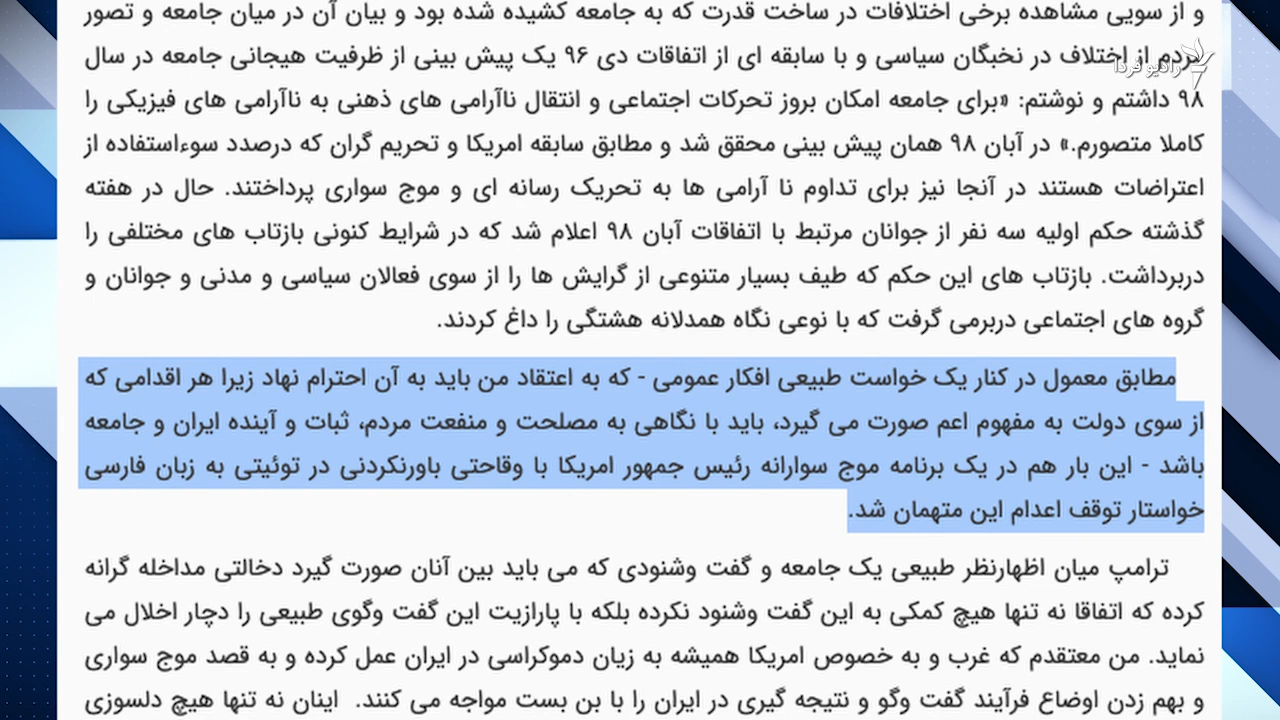 و از سویی مشاهده برخی اختلافات در ساخت قدرت که به جامعه کشیده شده بود و بیان آن در میان جامعه و تصور
مردم از اختلاف در نخبگان سیاسی و با سابقه ای از اتفاقات دی ۹۶ یک پیش بینی از ظرفیت هیجانی جامعه در سال
رادیو فردا
۹۸ داشتم و نوشتم: «برای جامعه امکان بروز تحرکات اجتماعی و انتقال ناآرامی های ذهنی به ناآرامی های فیزیکی را
کاملا متصورم.» در آبان ۹۸ همان پیش بینی محقق شد و مطابق سابقه امریکا و تحریم گران که درصدد سوءاستفاده از
اعتراضات هستند در آنجا نیز برای تداوم نا آرامی ها به تحریک رسانه ای و موج سواری پرداختند. حال در هفته
گذشته حکم اولیه سه نفر از جوانان مرتبط با اتفاقات آبان ۹۸ اعلام شد که در شرایط کنونی بازتاب های مختلفی را
دربرداشت. بازتاب های این حکم که طیف بسیار متنوعی از گرایش ها را از سوی فعالان سیاسی و مدنی و جوانان و
گروه های اجتماعی دربرمی گرفت که با نوعی نگاه همدلانه هشتگی را داغ کردند.
مطابق معمول در کنار یک خواست طبیعی افکار عمومی - که به اعتقاد من باید به آن احترام نهاد زیرا هر اقدامی که
از سوی دولت به مفهوم اعم صورت می گیرد، باید با نگاهی به مصلحت و منفعت مردم، ثبات و آینده ایران و جامعه
باشد - این بار هم در یک برنامه موج سوارانه رئیس جمهور امریکا با وقاحتی باورنکردنی در توئیتی به زبان فارسی
خواستار توقف اعدام این متهمان شد.
ترامپ میان اظهارنظر طبیعی یک جامعه و گفت وشنودی که می باید بین آنان صورت گیرد دخالتی مداخله گرانه
کرده که اتفاقا نه تنها هیچ کمکی به این گفت وشنود نکرده بلکه با پارازیت این گفت وگوی طبیعی را دچار اخلال می
نماید. من معتقدم که غرب و به خصوص امریکا همیشه به زیان دموکراسی در ایران عمل کرده و به قصد موج سواری
و بهم زدن اوضاع فرآیند گفت وگو و نتیجه گیری در ایران را با بن بست مواجه می کنند. اینان نه تنها هیچ دلسوزی